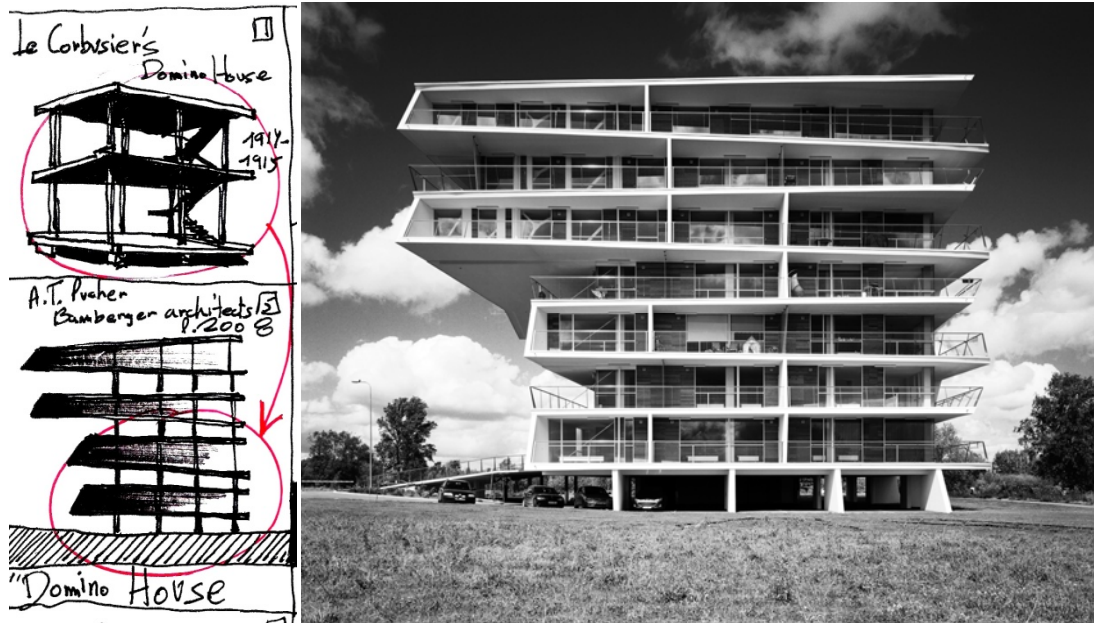 Le Corbusier's
1
Domino House
1914-
1915
A.T. Pucher
Bamberger architects
5
r. 2008
"Domino House